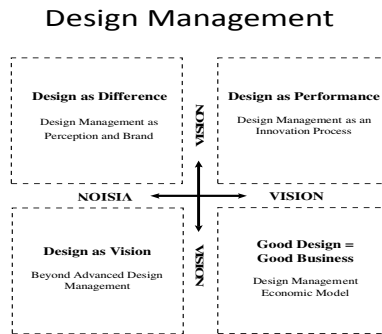 Design Management
Design as Difference
Design Management as
Perception and Brand
Design as Performance
Design Management as an
Innovation Process
VISION
VISION
VISION
VISION
Design as Vision
Beyond Advanced Design
Management
Good Design =
Good Business
Design Management
Economic Model